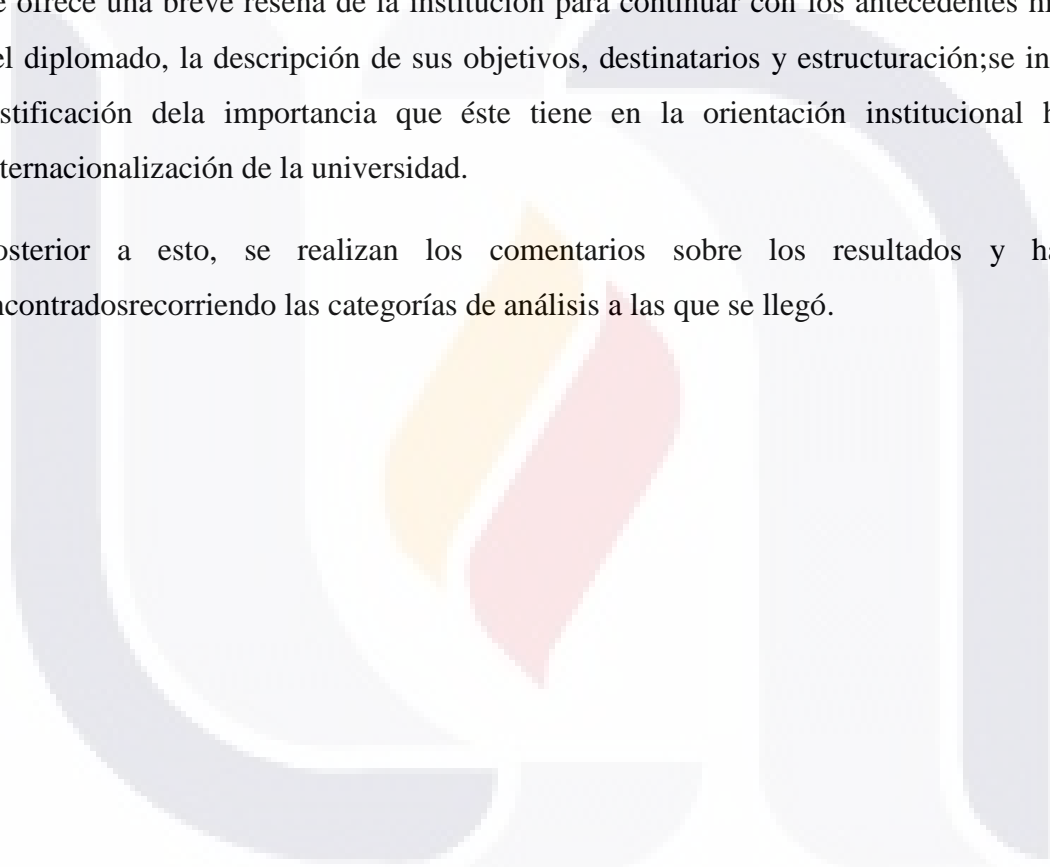 e ofrece una breve reseña de la institución para continuar con los antecedentes
el diplomado, la descripción de sus objetivos, destinatarios y estructuración;se
stificación dela importancia que éste tiene en la orientación institucional
ternacionalización de la universidad.
osterior a esto, se realizan los comentarios sobre los resultados y
ncontradosrecorriendo las categorías de análisis a las que se llegó.